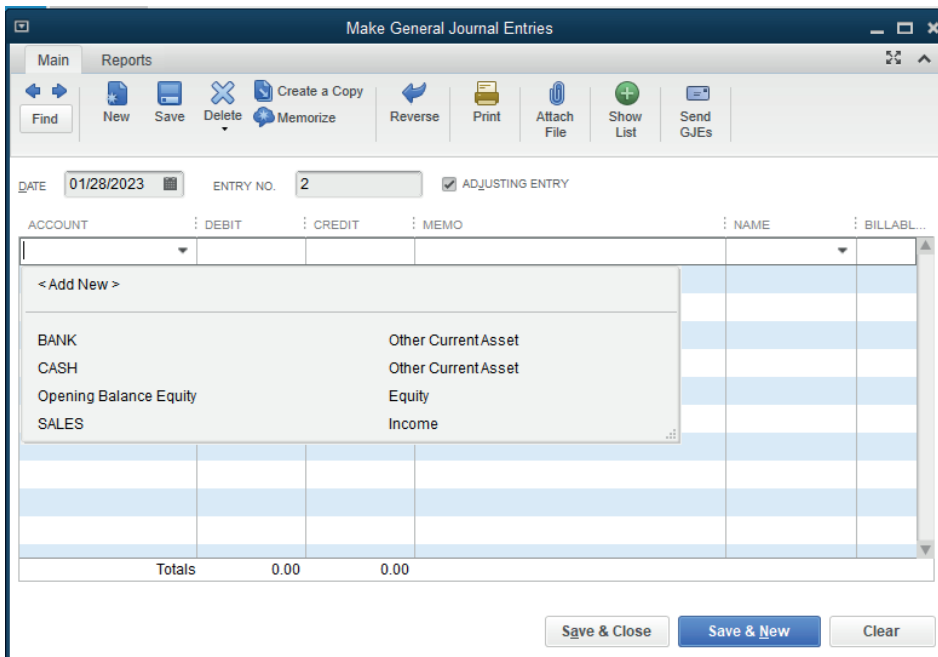 Make General Journal Entries
Main Reports
Find
New
Save
Delete
Create a Copy
Memorize
Reverse
Print
Attach
File
Show
List
Send
GJEs
DATE 01/28/2023 ENTRY NO. 2 ADJUSTING ENTRY
ACCOUNT DEBIT CREDIT MEMO NAME BILLABL...
< Add New >
BANK Other Current Asset
CASH Other Current Asset
Opening Balance Equity Equity
SALES Income
Totals 0.00 0.00
Save & Close Save & New Clear